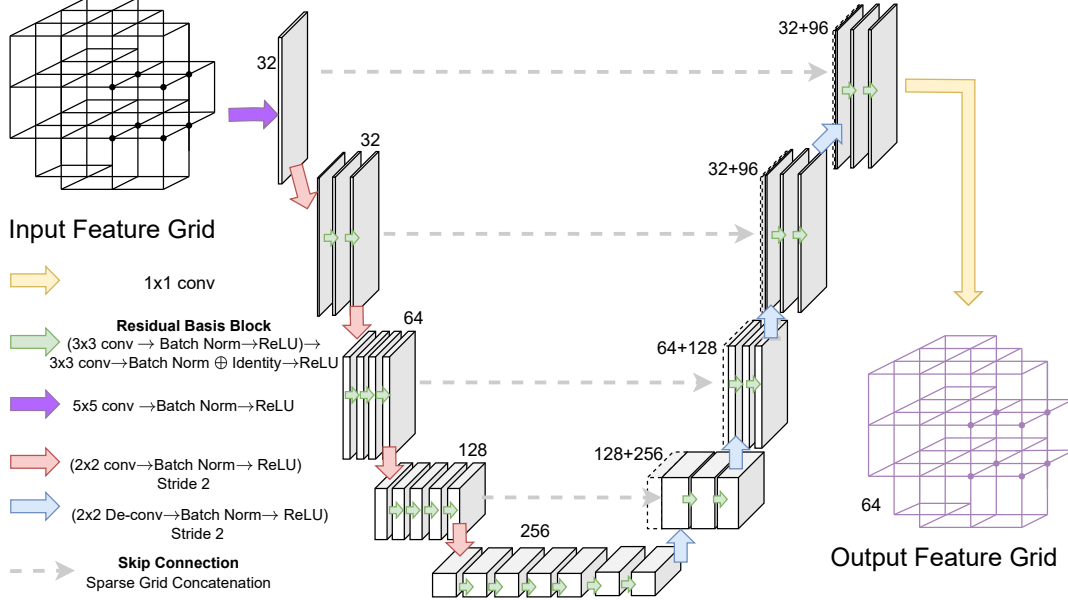 32
32+96
32
32+96
Input Feature Grid
1x1 conv
Residual Basis Block
(3x3 conv → Batch Norm→ReLU)→
3x3 conv→Batch Norm ⊕ Identity→ReLU
64
64+128
5x5 conv →Batch Norm→ReLU
(2x2 conv→Batch Norm→ ReLU)
Stride 2
128
128+256
(2x2 De-conv→Batch Norm→ ReLU)
Stride 2
256
64
Skip Connection
Sparse Grid Concatenation
Output Feature Grid